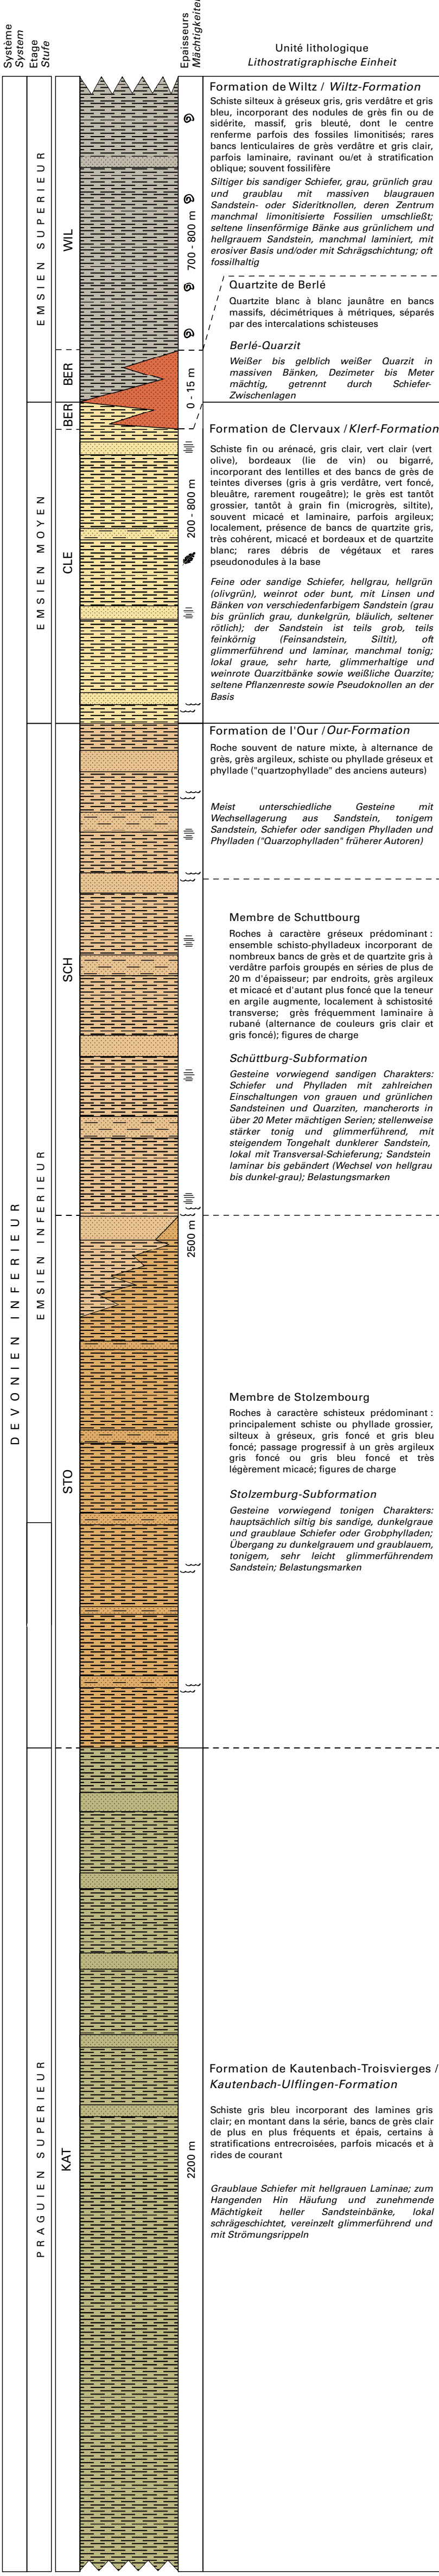 Système
System
Etage
Stufe
Epaisseurs
Mächtigkeiten
Unité lithologique
Lithostratigraphische Einheit
DEVONIEN INFERIEUR
EMSIEN SUPERIEUR
EMSIEN MOYEN
EMSIEN INFERIEUR
PRAGUIEN SUPERIEUR
WIL
BER
BER
CLE
SCH
STO
KAT
700 - 800 m
0 - 15 m
200 - 800 m
2500 m
2200 m
Formation de Wiltz / Wiltz-Formation
Schiste silteux à gréseux gris, gris verdâtre et gris
bleu, incorporant des nodules de grès fin ou de
sidérite, massif, gris bleuté, dont le centre
renferme parfois des fossiles limonitisés; rares
bancs lenticulaires de grès verdâtre et gris clair,
parfois laminaire, ravinant ou/et à stratification
oblique; souvent fossilifère
Siltiger bis sandiger Schiefer, grau, grünlich grau
und graublau mit massiven blaugrauen
Sandstein- oder Sideritknollen, deren Zentrum
manchmal limonitisierte Fossilien umschließt;
seltene linsenförmige Bänke aus grünlichem und
hellgrauem Sandstein, manchmal laminiert, mit
erosiver Basis und/oder mit Schrägschichtung; oft
fossilhaltig
Quartzite de Berlé
Quartzite blanc à blanc jaunâtre en bancs
massifs, décimétriques à métriques, séparés
par des intercalations schisteuses
Berlé-Quarzit
Weißer bis gelblich weißer Quarzit in
massiven Bänken, Dezimeter bis Meter
mächtig, getrennt durch Schiefer-
Zwischenlagen
Formation de Clervaux / Klerf-Formation
Schiste fin ou arénacé, gris clair, vert clair (vert
olive), bordeaux (lie de vin) ou bigarré,
incorporant des lentilles et des bancs de grès de
teintes diverses (gris à gris verdâtre, vert foncé,
bleuâtre, rarement rougeâtre); le grès est tantôt
grossier, tantôt à grain fin (microgrès, siltite),
souvent micacé et laminaire, parfois argileux;
localement, présence de bancs de quartzite gris,
très cohérent, micacé et bordeaux et de quartzite
blanc; rares débris de végétaux et rares
pseudonodules à la base
Feine oder sandige Schiefer, hellgrau, hellgrün
(olivgrün), weinrot oder bunt, mit Linsen und
Bänken von verschiedenfarbigem Sandstein (grau
bis grünlich grau, dunkelgrün, bläulich, seltener
rötlich); der Sandstein ist teils grob, teils
feinkörnig (Feinsandstein, Siltit), oft
glimmerführend und laminar, manchmal tonig;
lokal graue, sehr harte, glimmerhaltige und
weinrote Quarzitbänke sowie weißliche Quarzite;
seltene Pflanzenreste sowie Pseudoknollen an der
Basis
Formation de l'Our / Our-Formation
Roche souvent de nature mixte, à alternance de
grès, grès argileux, schiste ou phyllade gréseux et
phyllade ("quartzophyllade" des anciens auteurs)
Meist unterschiedliche Gesteine mit
Wechsellagerung aus Sandstein, tonigem
Sandstein, Schiefer oder sandigen Phylladen und
Phylladen ("Quarzophylladen" früherer Autoren)
Membre de Schuttbourg
Roches à caractère gréseux prédominant :
ensemble schisto-phylladeux incorporant de
nombreux bancs de grès et de quartzite gris à
verdâtre parfois groupés en séries de plus de
20 m d'épaisseur; par endroits, grès argileux
et micacé et d'autant plus foncé que la teneur
en argile augmente, localement à schistosité
transverse; grès fréquemment laminaire à
rubané (alternance de couleurs gris clair et
gris foncé); figures de charge
Schüttburg-Subformation
Gesteine vorwiegend sandigen Charakters:
Schiefer und Phylladen mit zahlreichen
Einschaltungen von grauen und grünlichen
Sandsteinen und Quarziten, mancherorts in
über 20 Meter mächtigen Serien; stellenweise
stärker tonig und glimmerführend, mit
steigendem Tongehalt dunklerer Sandstein,
lokal mit Transversal-Schieferung; Sandstein
laminar bis gebändert (Wechsel von hellgrau
bis dunkel-grau); Belastungsmarken
Membre de Stolzembourg
Roches à caractère schisteux prédominant :
principalement schiste ou phyllade grossier,
silteux à gréseux, gris foncé et gris bleu
foncé; passage progressif à un grès argileux
gris foncé ou gris bleu foncé et très
légèrement micacé; figures de charge
Stolzemburg-Subformation
Gesteine vorwiegend tonigen Charakters:
hauptsächlich siltig bis sandige, dunkelgraue
und graublaue Schiefer oder Grobphylladen;
Übergang zu dunkelgrauem und graublauem,
tonigem, sehr leicht glimmerführendem
Sandstein; Belastungsmarken
Formation de Kautenbach-Troisvierges /
Kautenbach-Ulflingen-Formation
Schiste gris bleu incorporant des lamines gris
clair; en montant dans la série, bancs de grès clair
de plus en plus fréquents et épais, certains à
stratifications entrecroisées, parfois micacés et à
rides de courant
Graublaue Schiefer mit hellgrauen Laminae; zum
Hangenden Hin Häufung und zunehmende
Mächtigkeit heller Sandsteinbänke, lokal
schrägeschichtet, vereinzelt glimmerführend und
mit Strömungsrippeln